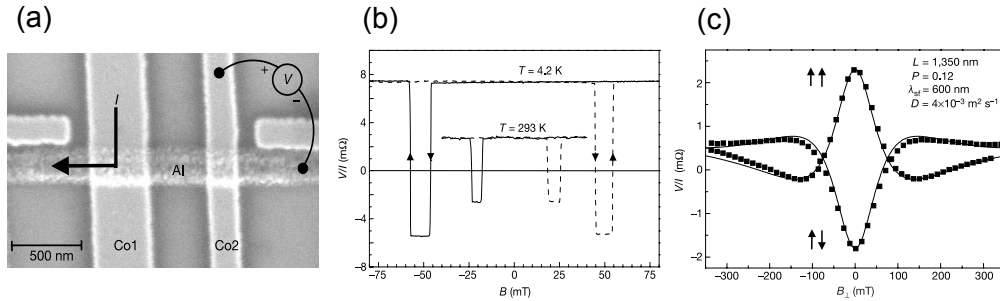 (a)
I
+
V
−
Al
500 nm
Co1
Co2
(b)
V/I (mΩ)
8
4
0
−4
−8
T = 4.2 K
T = 293 K
−75
−50
−25
0
25
50
75
B (mT)
(c)
V/I (mΩ)
2
1
0
−1
−2
L = 1,350 nm
P = 0.12
λsf = 600 nm
D = 4×10⁻³ m² s⁻¹
−300
−200
−100
0
100
200
300
B⊥ (mT)